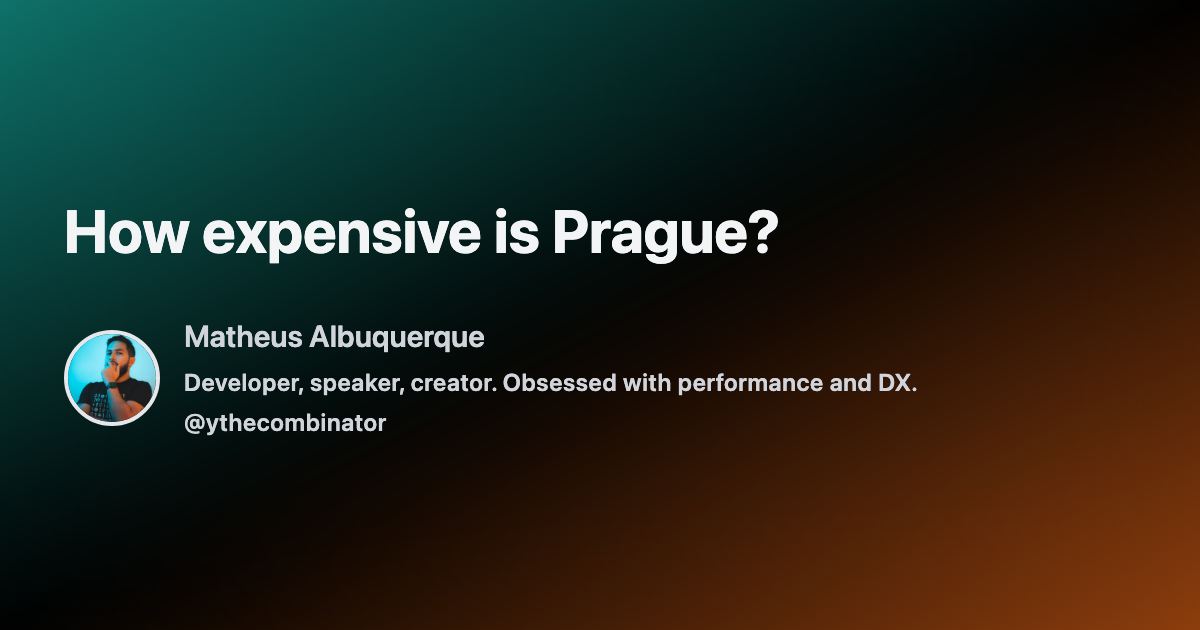 How expensive is Prague?
Matheus Albuquerque
Developer, speaker, creator. Obsessed with performance and DX.
@ythecombinator